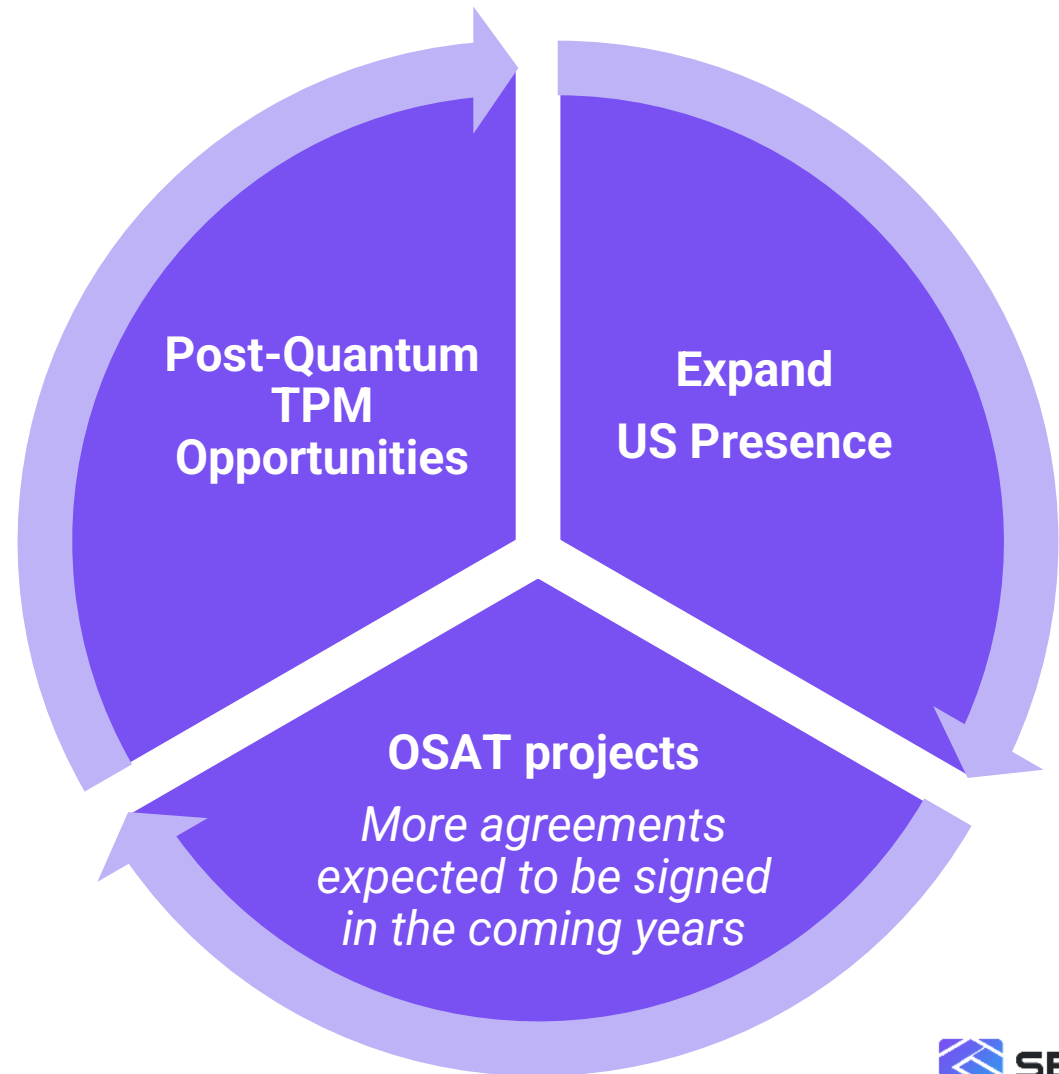 Post-Quantum
TPM
Opportunities
Expand
US Presence
OSAT projects
More agreements
expected to be signed
in the coming years
SE